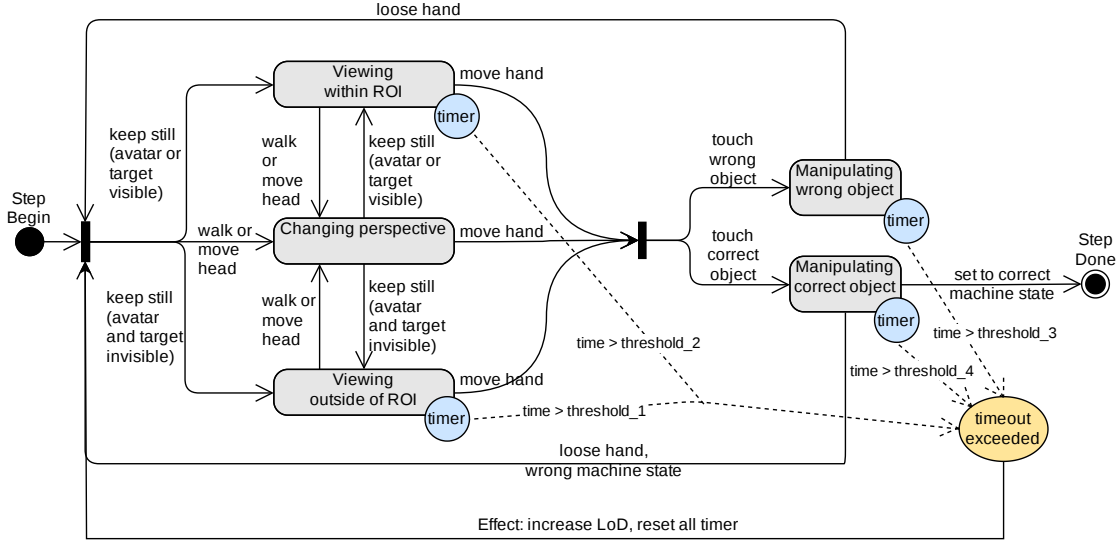 loose hand
Viewing
within ROI
move hand
timer
keep still
(avatar or
target
visible)
walk
or
move
head
keep still
(avatar or
target
visible)
touch
wrong
object
Manipulating
wrong object
timer
Step
Begin
walk or
move
head
Changing perspective
move hand
touch
correct
object
Manipulating
correct object
timer
set to correct
machine state
Step
Done
keep still
(avatar
and target
invisible)
walk or
move
head
keep still
(avatar
and target
invisible)
time > threshold_2
time > threshold_3
time > threshold_4
Viewing
outside of ROI
move hand
timer
time > threshold_1
timeout
exceeded
loose hand,
wrong machine state
Effect: increase LoD, reset all timer